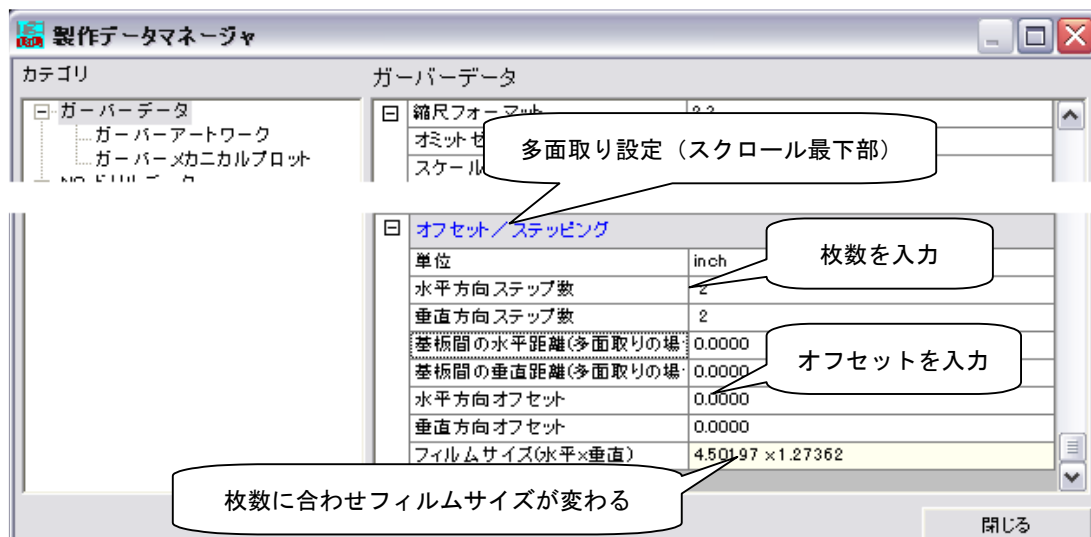 製作データマネージャ
カテゴリ
ガーバーデータ
ガーバーアートワーク
ガーバーメカニカルプロット
ガーバーデータ
縮尺フォーマット
オミットゼ
スケール
多面取り設定（スクロール最下部）
オフセット／ステッピング
単位 inch
水平方向ステップ数 2
垂直方向ステップ数 2
基板間の水平距離(多面取りの場 0.0000
基板間の垂直距離(多面取りの場 0.0000
水平方向オフセット 0.0000
垂直方向オフセット 0.0000
フィルムサイズ(水平×垂直) 4.50197 ×1.27362
枚数を入力
オフセットを入力
枚数に合わせフィルムサイズが変わる
閉じる